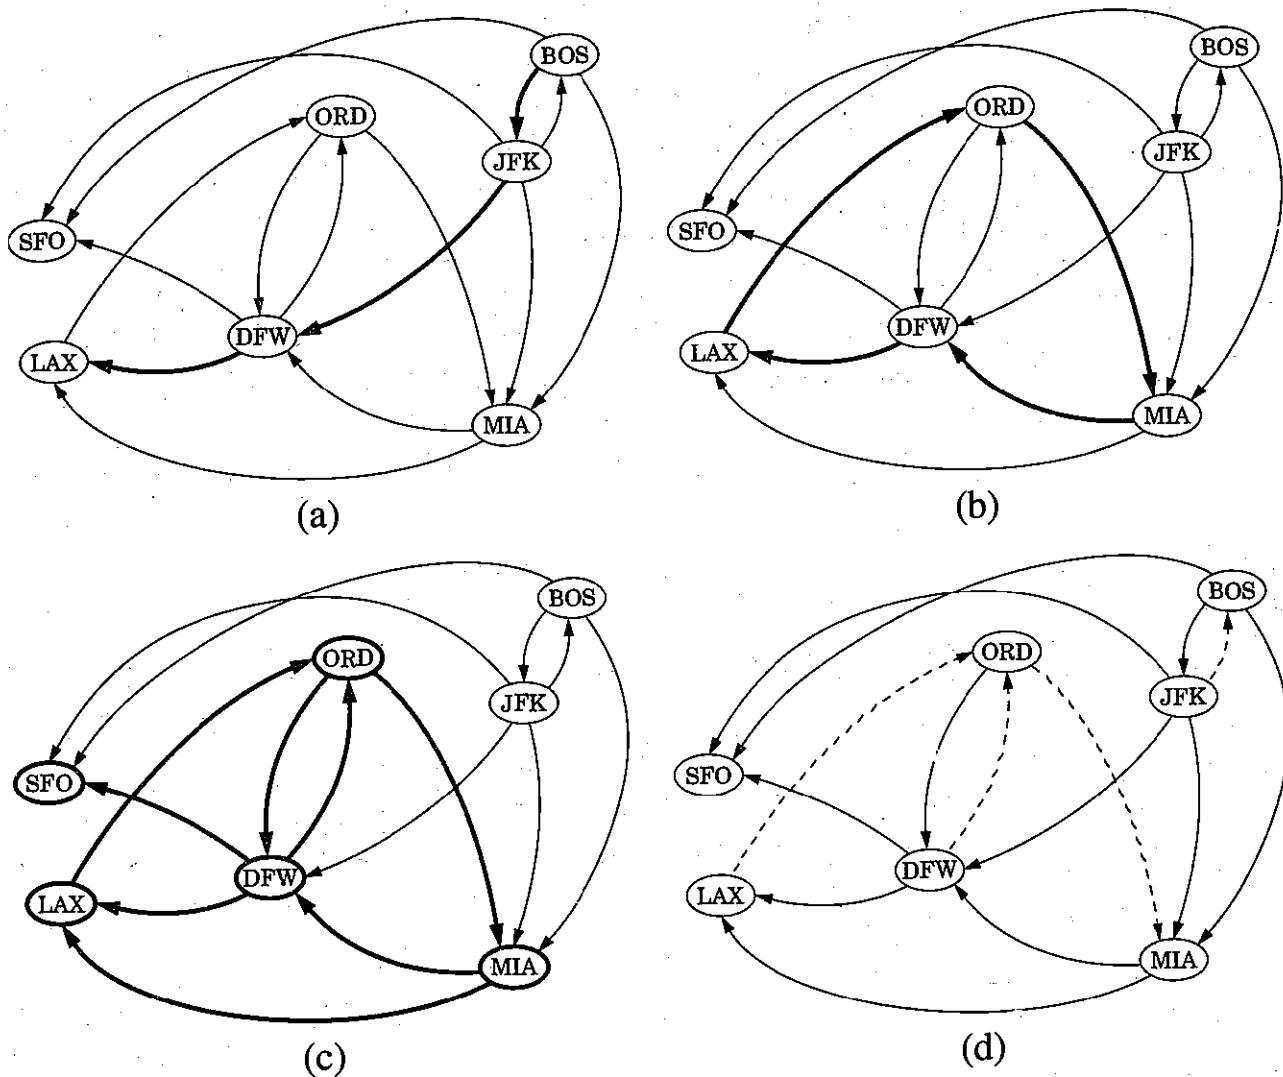 BOS
ORD
JFK
SFO
DFW
LAX
MIA
(a)
BOS
ORD
JFK
SFO
DFW
LAX
MIA
(b)
BOS
ORD
JFK
SFO
DFW
LAX
MIA
(c)
BOS
ORD
JFK
SFO
DFW
LAX
MIA
(d)